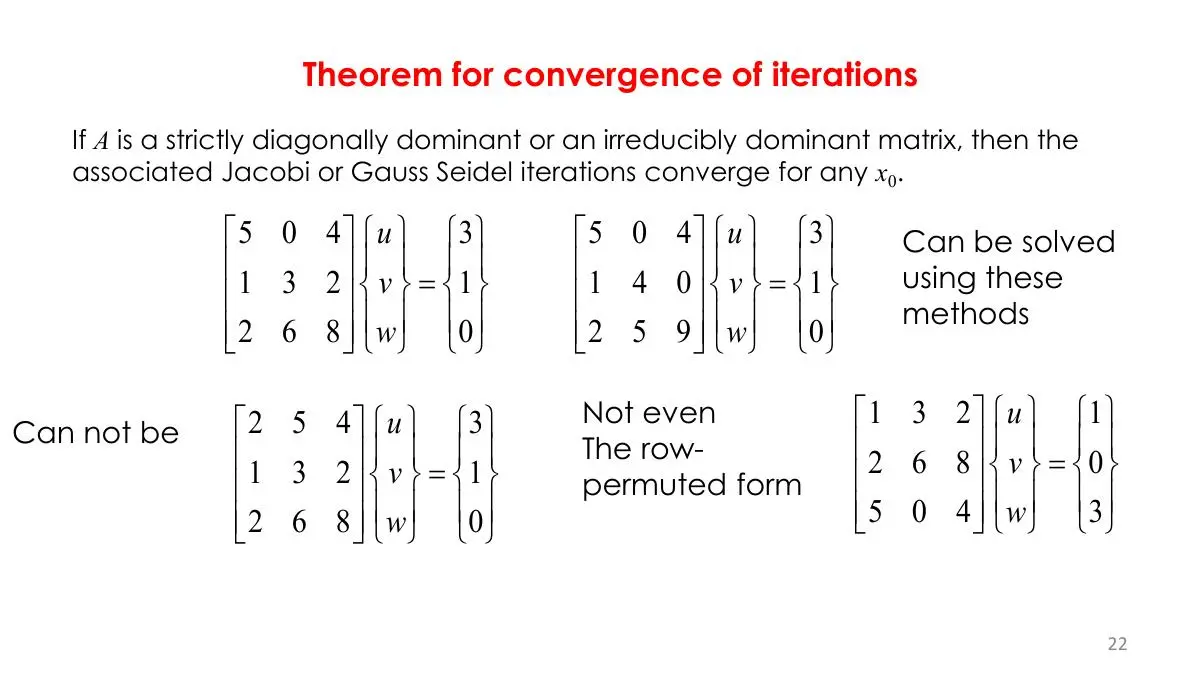 Theorem for convergence of iterations
If A is a strictly diagonally dominant or an irreducibly dominant matrix, then the
associated Jacobi or Gauss Seidel iterations converge for any x₀.
[5 0 4] {u} {3}
[1 3 2] {v} = {1}
[2 6 8] {w} {0}
[5 0 4] {u} {3}
[1 4 0] {v} = {1}
[2 5 9] {w} {0}
Can be solved
using these
methods
Can not be
[2 5 4] {u} {3}
[1 3 2] {v} = {1}
[2 6 8] {w} {0}
Not even
The row-
permuted form
[1 3 2] {u} {1}
[2 6 8] {v} = {0}
[5 0 4] {w} {3}
22